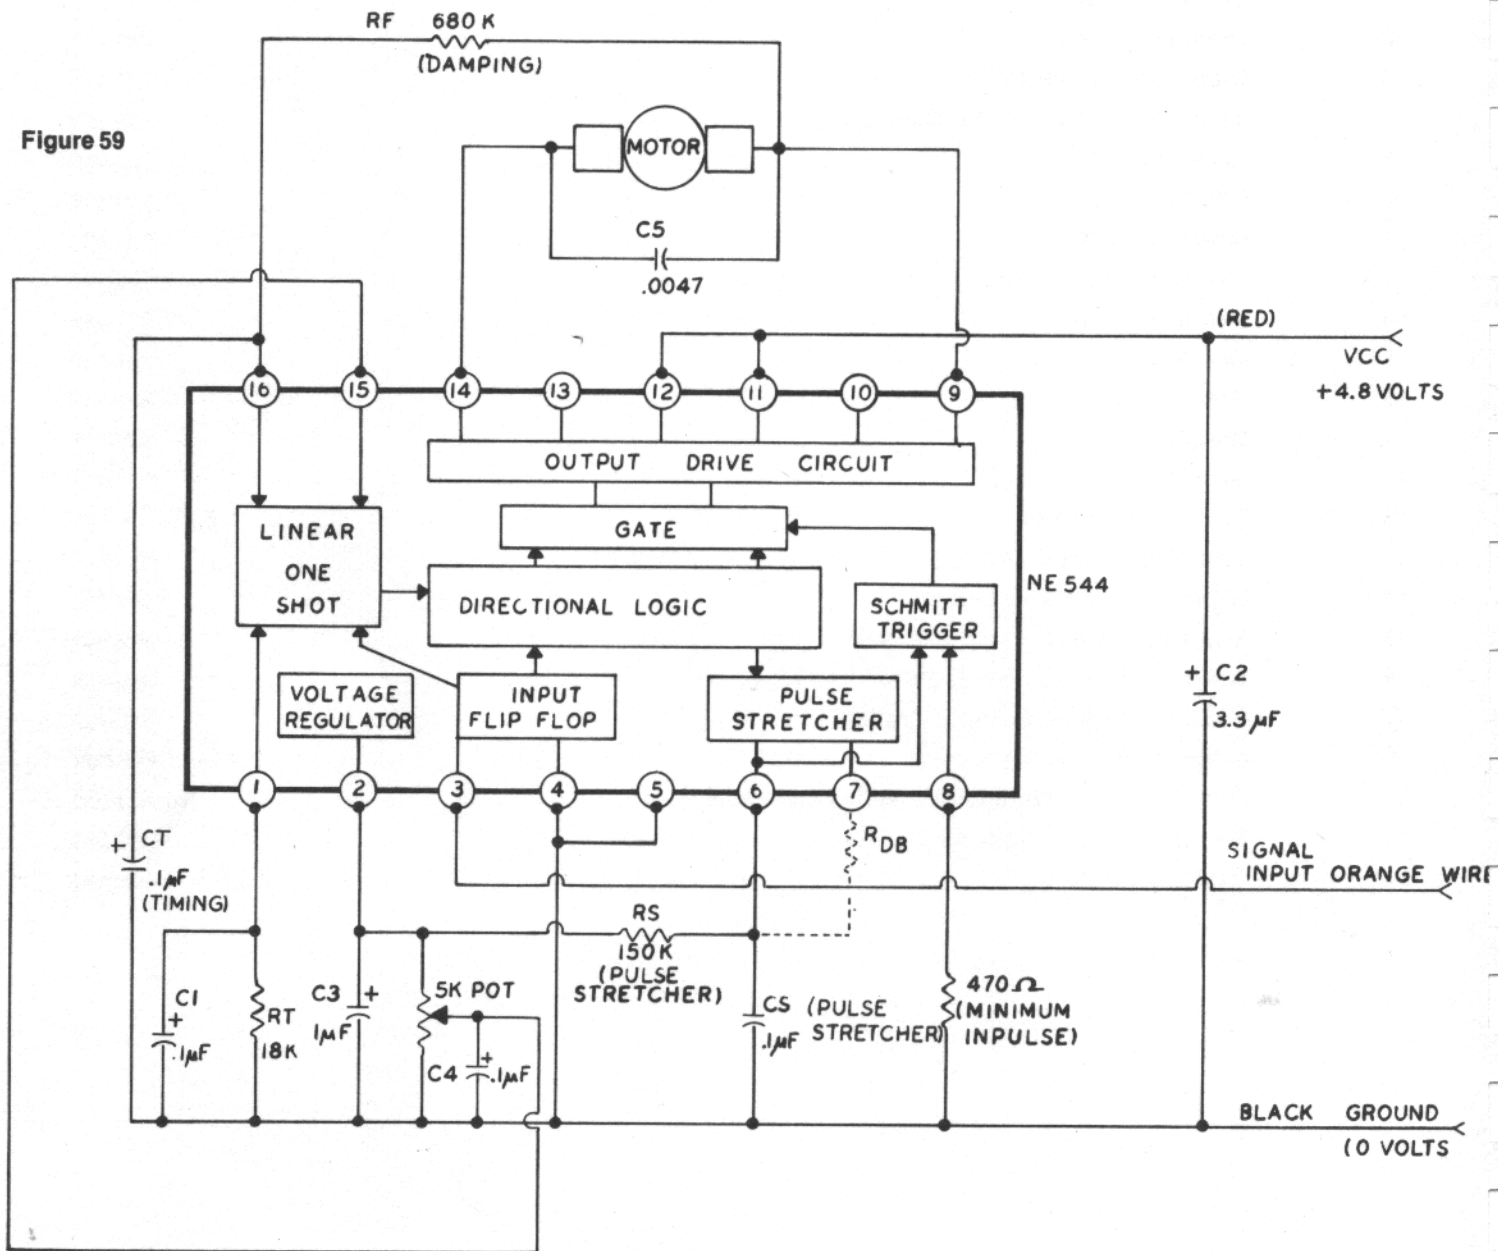 RF 680 K
(DAMPING)
Figure 59
MOTOR
C5
.0047
(RED)
VCC
+4.8 VOLTS
16 15 14 13 12 11 10 9
OUTPUT DRIVE CIRCUIT
GATE
LINEAR
ONE
SHOT
DIRECTIONAL LOGIC
SCHMITT
TRIGGER
NE 544
VOLTAGE
REGULATOR
INPUT
FLIP FLOP
PULSE
STRETCHER
+ C2
3.3 µF
1 2 3 4 5 6 7 8
+ CT
.1µF
(TIMING)
RDB
SIGNAL
INPUT ORANGE WIRE
RS
150K
(PULSE
STRETCHER)
C1
+
.1µF
RT
18K
C3 +
1µF
5K POT
C4 +
.1µF
CS (PULSE
STRETCHER)
.1µF
470Ω
(MINIMUM
INPULSE)
BLACK GROUND
(0 VOLTS